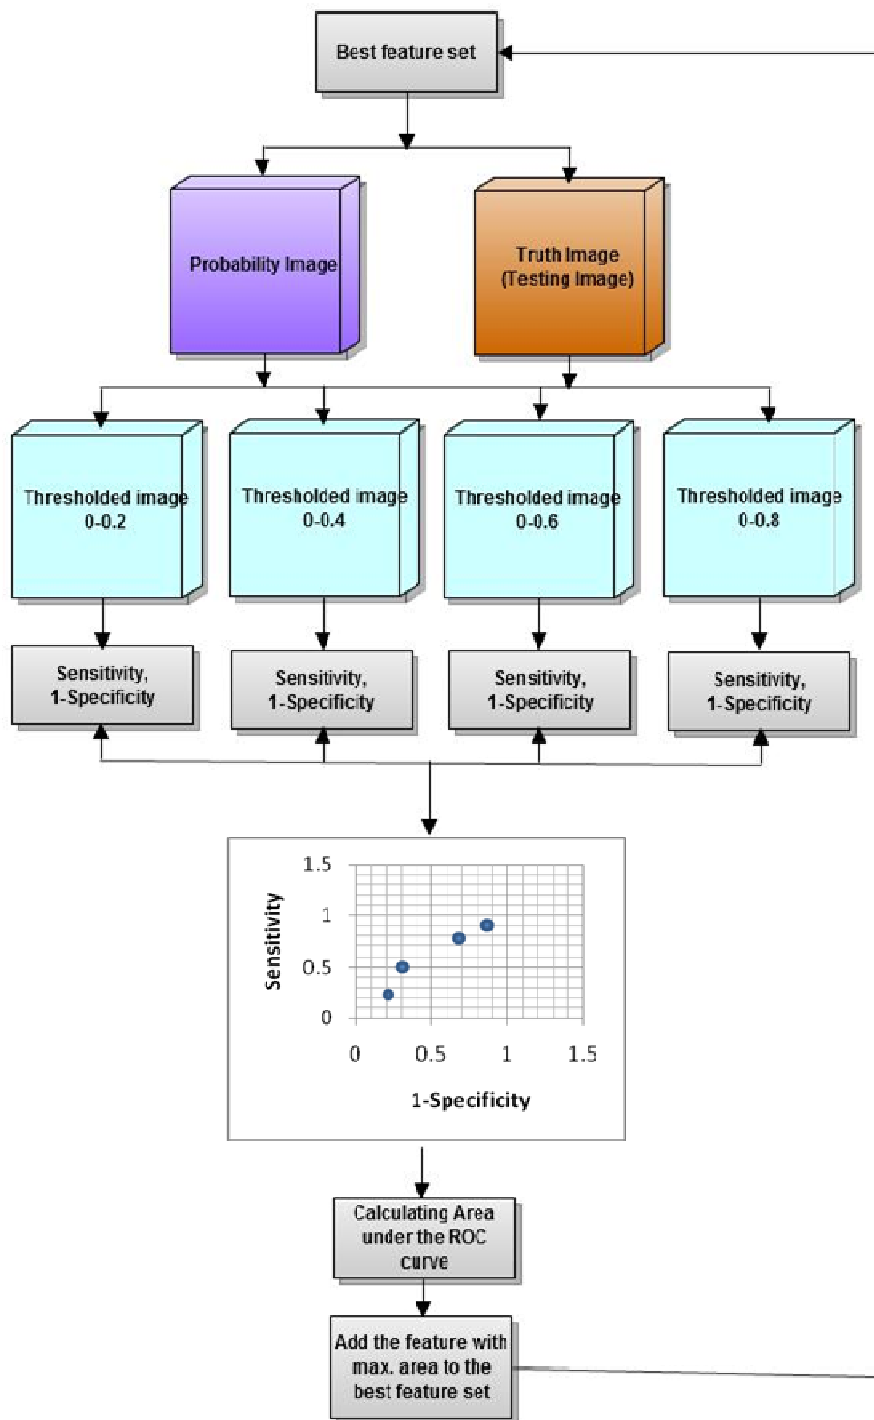 Best feature set
Probability Image
Truth Image
(Testing Image)
Thresholded image
0-0.2
Thresholded image
0-0.4
Thresholded image
0-0.6
Thresholded image
0-0.8
Sensitivity,
1-Specificity
Sensitivity,
1-Specificity
Sensitivity,
1-Specificity
Sensitivity,
1-Specificity
Sensitivity
1.5
1
0.5
0
0 0.5 1 1.5
1-Specificity
Calculating Area
under the ROC
curve
Add the feature with
max. area to the
best feature set